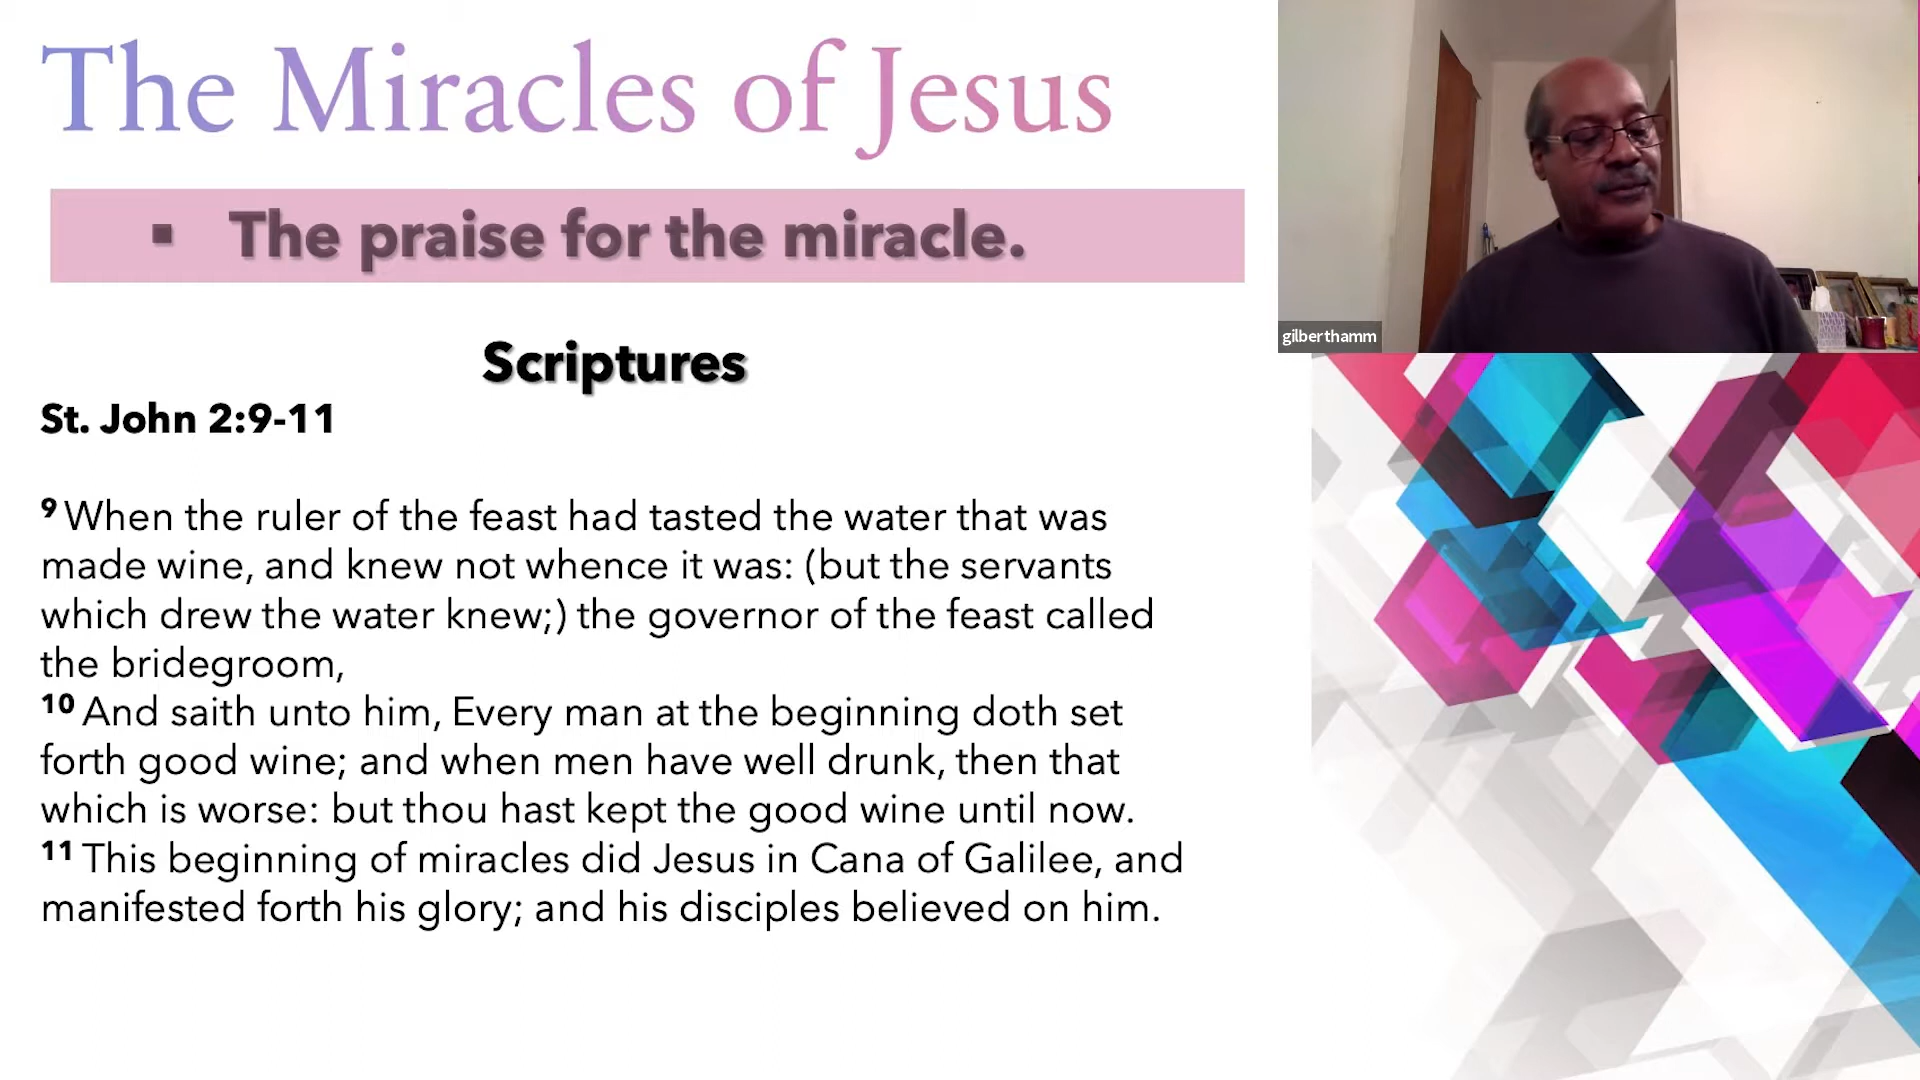 The Miracles of Jesus
▪ The praise for the miracle.
gilberthamm
Scriptures
St. John 2:9-11
9 When the ruler of the feast had tasted the water that was
made wine, and knew not whence it was: (but the servants
which drew the water knew;) the governor of the feast called
the bridegroom,
10 And saith unto him, Every man at the beginning doth set
forth good wine; and when men have well drunk, then that
which is worse: but thou hast kept the good wine until now.
11 This beginning of miracles did Jesus in Cana of Galilee, and
manifested forth his glory; and his disciples believed on him.